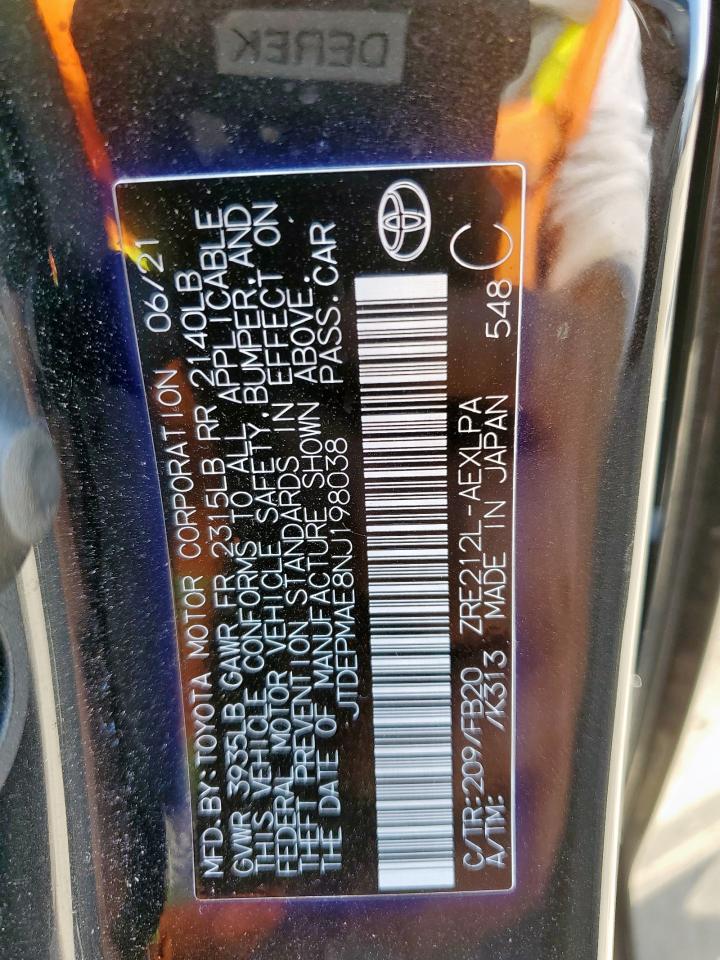 DEREK
MFD. BY: TOYOTA MOTOR CORPORATION 06/21
GVWR 3935LB GAWR FR 2315LB RR 2140LB
THIS VEHICLE CONFORMS TO ALL APPLICABLE
FEDERAL MOTOR VEHICLE SAFETY, BUMPER, AND
THEFT PREVENTION STANDARDS IN EFFECT ON
THE DATE OF MANUFACTURE SHOWN ABOVE.
JTDEPMAE8NJ198038 PASS. CAR
C/TR: 209/FB20 ZRE212L-AEXLPA
A/TM: /K313 MADE IN JAPAN 548 C